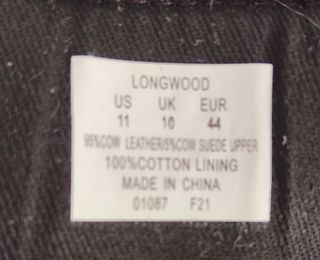 LONGWOOD
US UK EUR
11 10 44
95%COW LEATHER/5%COW SUEDE UPPER
100%COTTON LINING
MADE IN CHINA
01087 F21